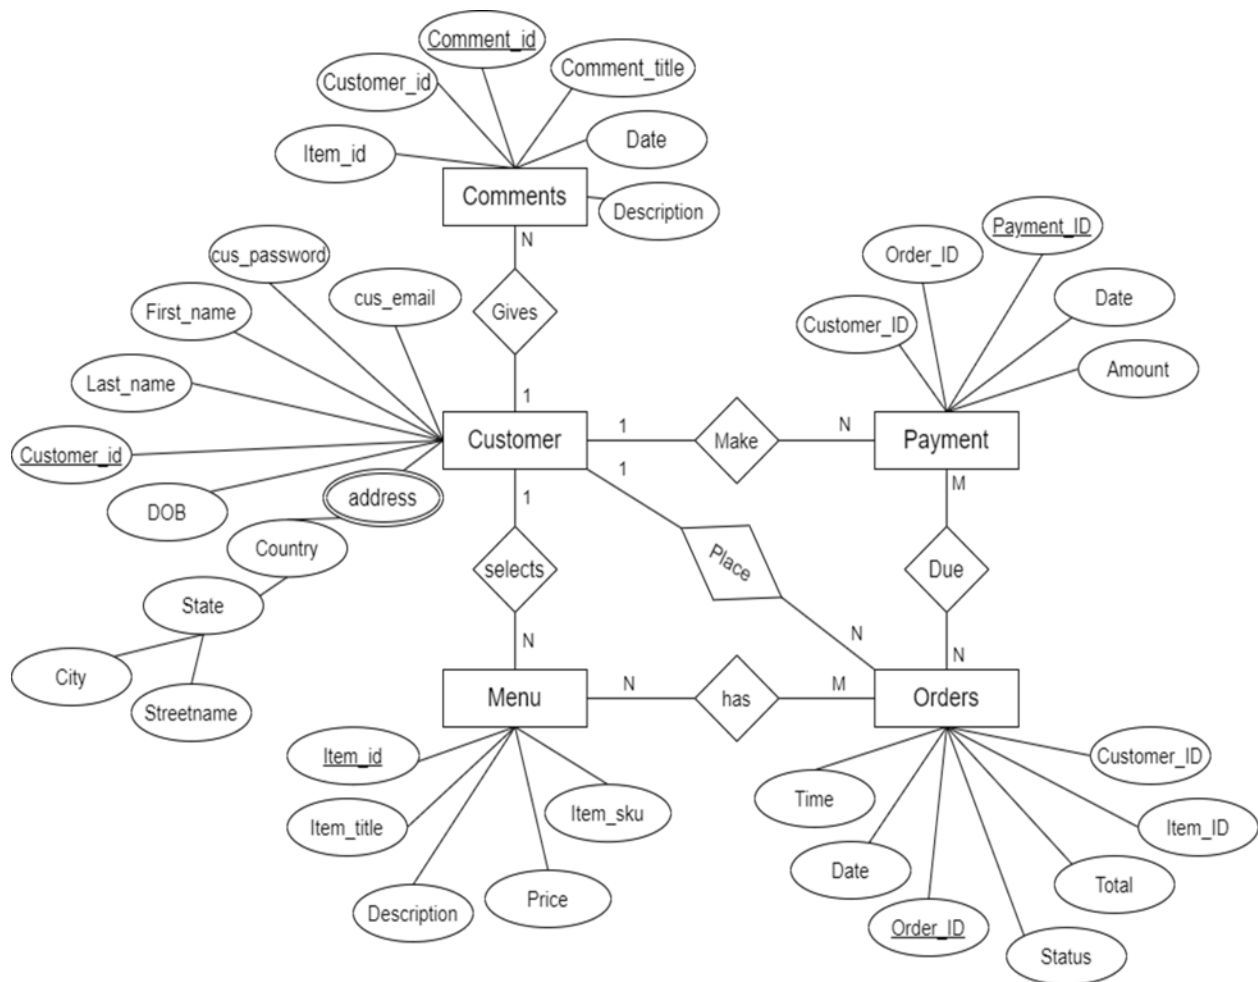 Comment_id
Customer_id
Comment_title
Item_id
Date
Comments
Description
N
cus_password
cus_email
First_name
Gives
Last_name
1
Customer_id
Customer
DOB
address
Country
State
City
Streetname
1
Make
N
Payment_ID
Order_ID
Customer_ID
Date
Amount
Payment
1
Place
N
M
Due
N
1
selects
N
Menu
N
has
M
Orders
Item_id
Item_title
Description
Price
Item_sku
Time
Date
Order_ID
Status
Total
Item_ID
Customer_ID